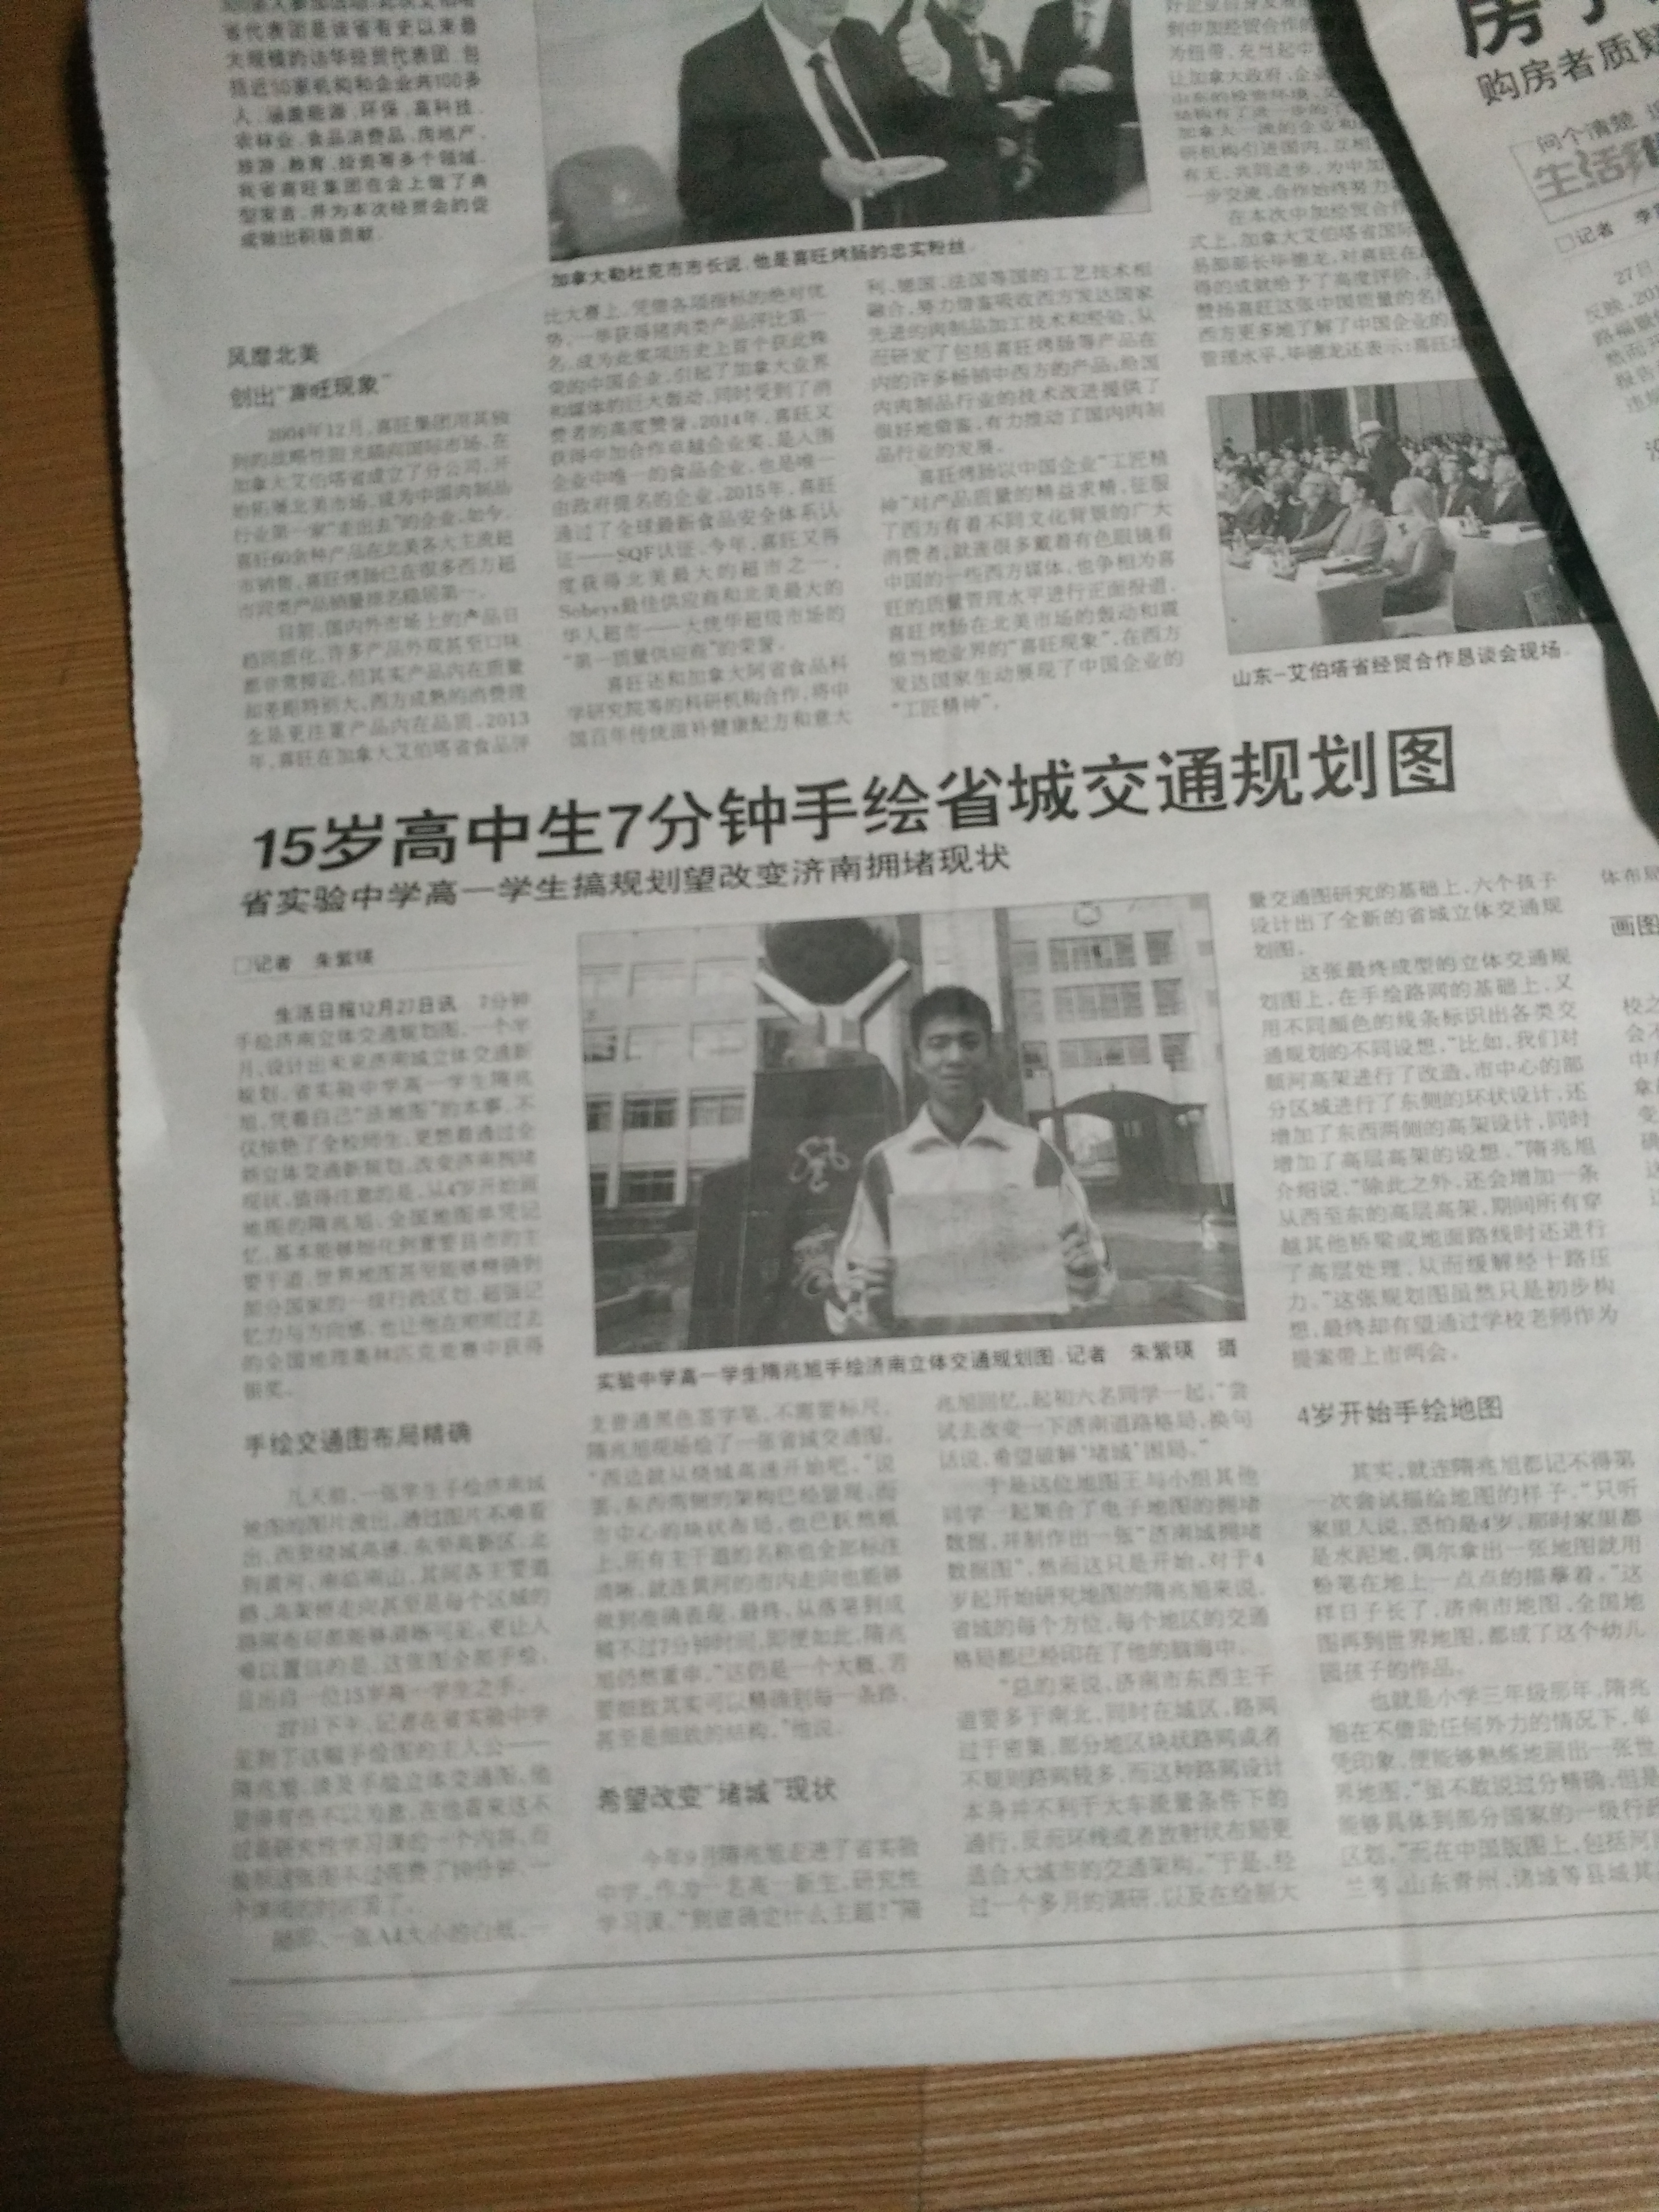 省代表团是该省有史以来最
大规模的访华经贸代表团,包
括近50家机构和企业共100多
人,涵盖能源、环保、高科技、
农林业、食品消费品、房地产、
旅游、教育、投资等多个领域。
我省喜旺集团在会上做了典
型发言,并为本次经贸会的促
成做出积极贡献。
风靡北美
创出“喜旺现象”
2004年12月,喜旺集团用其独
到的战略性眼光瞄向国际市场,在
加拿大艾伯塔省成立了分公司,开
始拓展北美市场,成为中国肉制品
行业第一家“走出去”的企业。如今,
喜旺60余种产品在北美各大主流超
市销售,喜旺烤肠已在很多西方超
市同类产品销量排名稳居第一。
目前,国内外市场上的产品日
趋同质化,许多产品外观甚至口味
都非常接近,但其实产品内在质量
却差距特别大,西方成熟的消费理
念是更注重产品内在品质。2013
年,喜旺在加拿大艾伯塔省食品评
加拿大勒杜克市市长说,他是喜旺烤肠的忠实粉丝。
比大赛上,凭借各项指标的绝对优
势,一举获得猪肉类产品评比第一
名,成为此奖项历史上首个获此殊
荣的中国企业,引起了加拿大业界
和媒体的巨大轰动,同时受到了消
费者的高度赞誉。2014年,喜旺又
获得中加合作卓越企业奖,是入围
企业中唯一的食品企业,也是唯一
由政府提名的企业。2015年,喜旺
通过了全球最新食品安全体系认
证——SQF认证。今年,喜旺又再
度获得北美最大的超市之一,
Sobeys最佳供应商和北美最大的
华人超市——大统华超级市场的
“第一质量供应商”的荣誉。
喜旺还和加拿大阿省食品科
学研究院等的科研机构合作,将中
国百年传统滋补健康配方和意大
利、德国、法国等国的工艺技术相
融合,努力借鉴吸收西方发达国家
先进的肉制品加工技术和经验,从
而研发了包括喜旺烤肠等产品在
内的许多畅销中西方的产品,给国
内肉制品行业的技术改进提供了
很好地借鉴,有力推动了国内肉制
品行业的发展。
喜旺烤肠以中国企业“工匠精
神”对产品质量的精益求精,征服
了西方有着不同文化背景的广大
消费者,就连很多戴着有色眼镜看
中国的一些西方媒体,也争相为喜
旺的质量管理水平进行正面报道。
喜旺烤肠在北美市场的轰动和震
惊当地业界的“喜旺现象”,在西方
发达国家生动展现了中国企业的
“工匠精神”。
到中加经贸合作的
为纽带,充当起中
让加拿大政府、企业
山东的投资环境、
结构有了进一步的了
加拿大一流的企业和
研机构引进国内,互相
有无,共同进步,为中加
一步交流、合作始终努力
在本次中加经贸合作
式上,加拿大艾伯塔省国际
易部部长毕德龙,对喜旺在
得的成就给予了高度评价,
赞扬喜旺这张中国质量的名
西方更多地了解了中国企业的
管理水平。毕德龙还表示:喜旺
山东-艾伯塔省经贸合作恳谈会现场。
房子
购房者质疑
问个清楚
生活
□记者 李
27日
反映,201
15岁高中生7分钟手绘省城交通规划图
省实验中学高一学生搞规划望改变济南拥堵现状
□记者 朱紫瑛
生活日报12月27日讯 7分钟
手绘济南立体交通规划图,一个半
月,设计出未来济南城立体交通新
规划,省实验中学高一学生隋兆
旭,凭着自己“活地图”的本事,不
仅惊艳了全校师生,更想着通过全
新立体交通新规划,改变济南拥堵
现状。值得注意的是,从4岁开始画
地图的隋兆旭,全国地图单凭记
忆,基本能够细化到重要县市的主
要干道,世界地图甚至能够精确到
部分国家的一级行政区划,超强记
忆力与方向感,也让他在刚刚过去
的全国地理奥林匹克竞赛中获得
银奖。
手绘交通图布局精确
几天前,一张学生手绘济南城
地图的图片流出,通过图片不难看
出,西至绕城高速,东至高新区,北
到黄河,南临南山,其间各主要道
路、高架桥走向甚至是每个区域的
路网布局都能够清晰可见。更让人
难以置信的是,这张图全部手绘,
且出自一位15岁高一学生之手。
27日下午,记者在省实验中学
见到了这幅手绘图的主人公——
隋兆旭。谈及手绘立体交通图,他
显得有些不以为意,在他看来这不
过是研究性学习课的一个内容,而
随即,一张A4大小的白纸、一
实验中学高一学生隋兆旭手绘济南立体交通规划图。记者 朱紫瑛 摄
支普通黑色签字笔,不需要标尺,
隋兆旭现场绘了一张省城交通图。
“西边就从绕城高速开始吧。”说
罢,东西两侧的架构已经显现,而
市中心的块状布局,也已跃然纸
上,所有主干道的名称也全部标注
清晰,就连黄河的市内走向也能够
做到准确表现。最终,从落笔到成
稿不过7分钟时间,即便如此,隋兆
旭仍然董审,“这仍是一个大概,若
要细致其实可以精确到每一条路,
甚至是细致的结构。”他说。
希望改变“堵城”现状
今年9月隋兆旭走进了省实验
中学,作为一名高一新生,研究性
学习课,“到底确定什么主题?”隋
兆旭回忆,起初六名同学一起,“尝
试去改变一下济南道路格局,换句
话说,希望破解‘堵城’困局。”
于是这位地图王与小组其他
同学一起集合了电子地图的拥堵
数据,并制作出一张“济南城拥堵
数据图”,然而这只是开始,对于4
岁起开始研究地图的隋兆旭来说,
省城的每个方位,每个地区的交通
格局都已经印在了他的脑海中。
“总的来说,济南市东西主干
道要多于南北,同时在城区,路网
过于密集,部分地区块状路网或者
不规则路网较多,而这种路网设计
本身并不利于大车流量条件下的
通行,反而环线或者放射状布局更
适合大城市的交通架构。”于是,经
过一个多月的调研,以及在绘制大
量交通图研究的基础上,六个孩子
设计出了全新的省城立体交通规
划图。
这张最终成型的立体交通规
划图上,在手绘路网的基础上,又
用不同颜色的线条标识出各类交
通规划的不同设想。“比如,我们对
顺河高架进行了改造,市中心的部
分区域进行了东侧的环状设计,还
增加了东西两侧的高架设计,同时
增加了高层高架的设想。”隋兆旭
介绍说,“除此之外,还会增加一条
从西至东的高层高架,期间所有穿
越其他桥梁或地面路线时还进行
了高层处理,从而缓解经十路压
力。”这张规划图虽然只是初步构
想,最终却有望通过学校老师作为
提案带上市两会。
4岁开始手绘地图
其实,就连隋兆旭都记不得第
一次尝试描绘地图的样子。“只听
家里人说,恐怕是4岁,那时家里都
是水泥地,偶尔拿出一张地图就用
粉笔在地上一点点的描摹着。”这
样日子长了,济南市地图,全国地
图再到世界地图,都成了这个幼儿
园孩子的作品。
也就是小学三年级那年,隋兆
旭在不借助任何外力的情况下,单
凭印象,便能够熟练地画出一张世
界地图。“虽不敢说过分精确,但是
能够具体到部分国家的一级行政
区划。”而在中国版图上,包括河
兰考、山东青州、诸城等县域其
体布局
画图
校之
会不